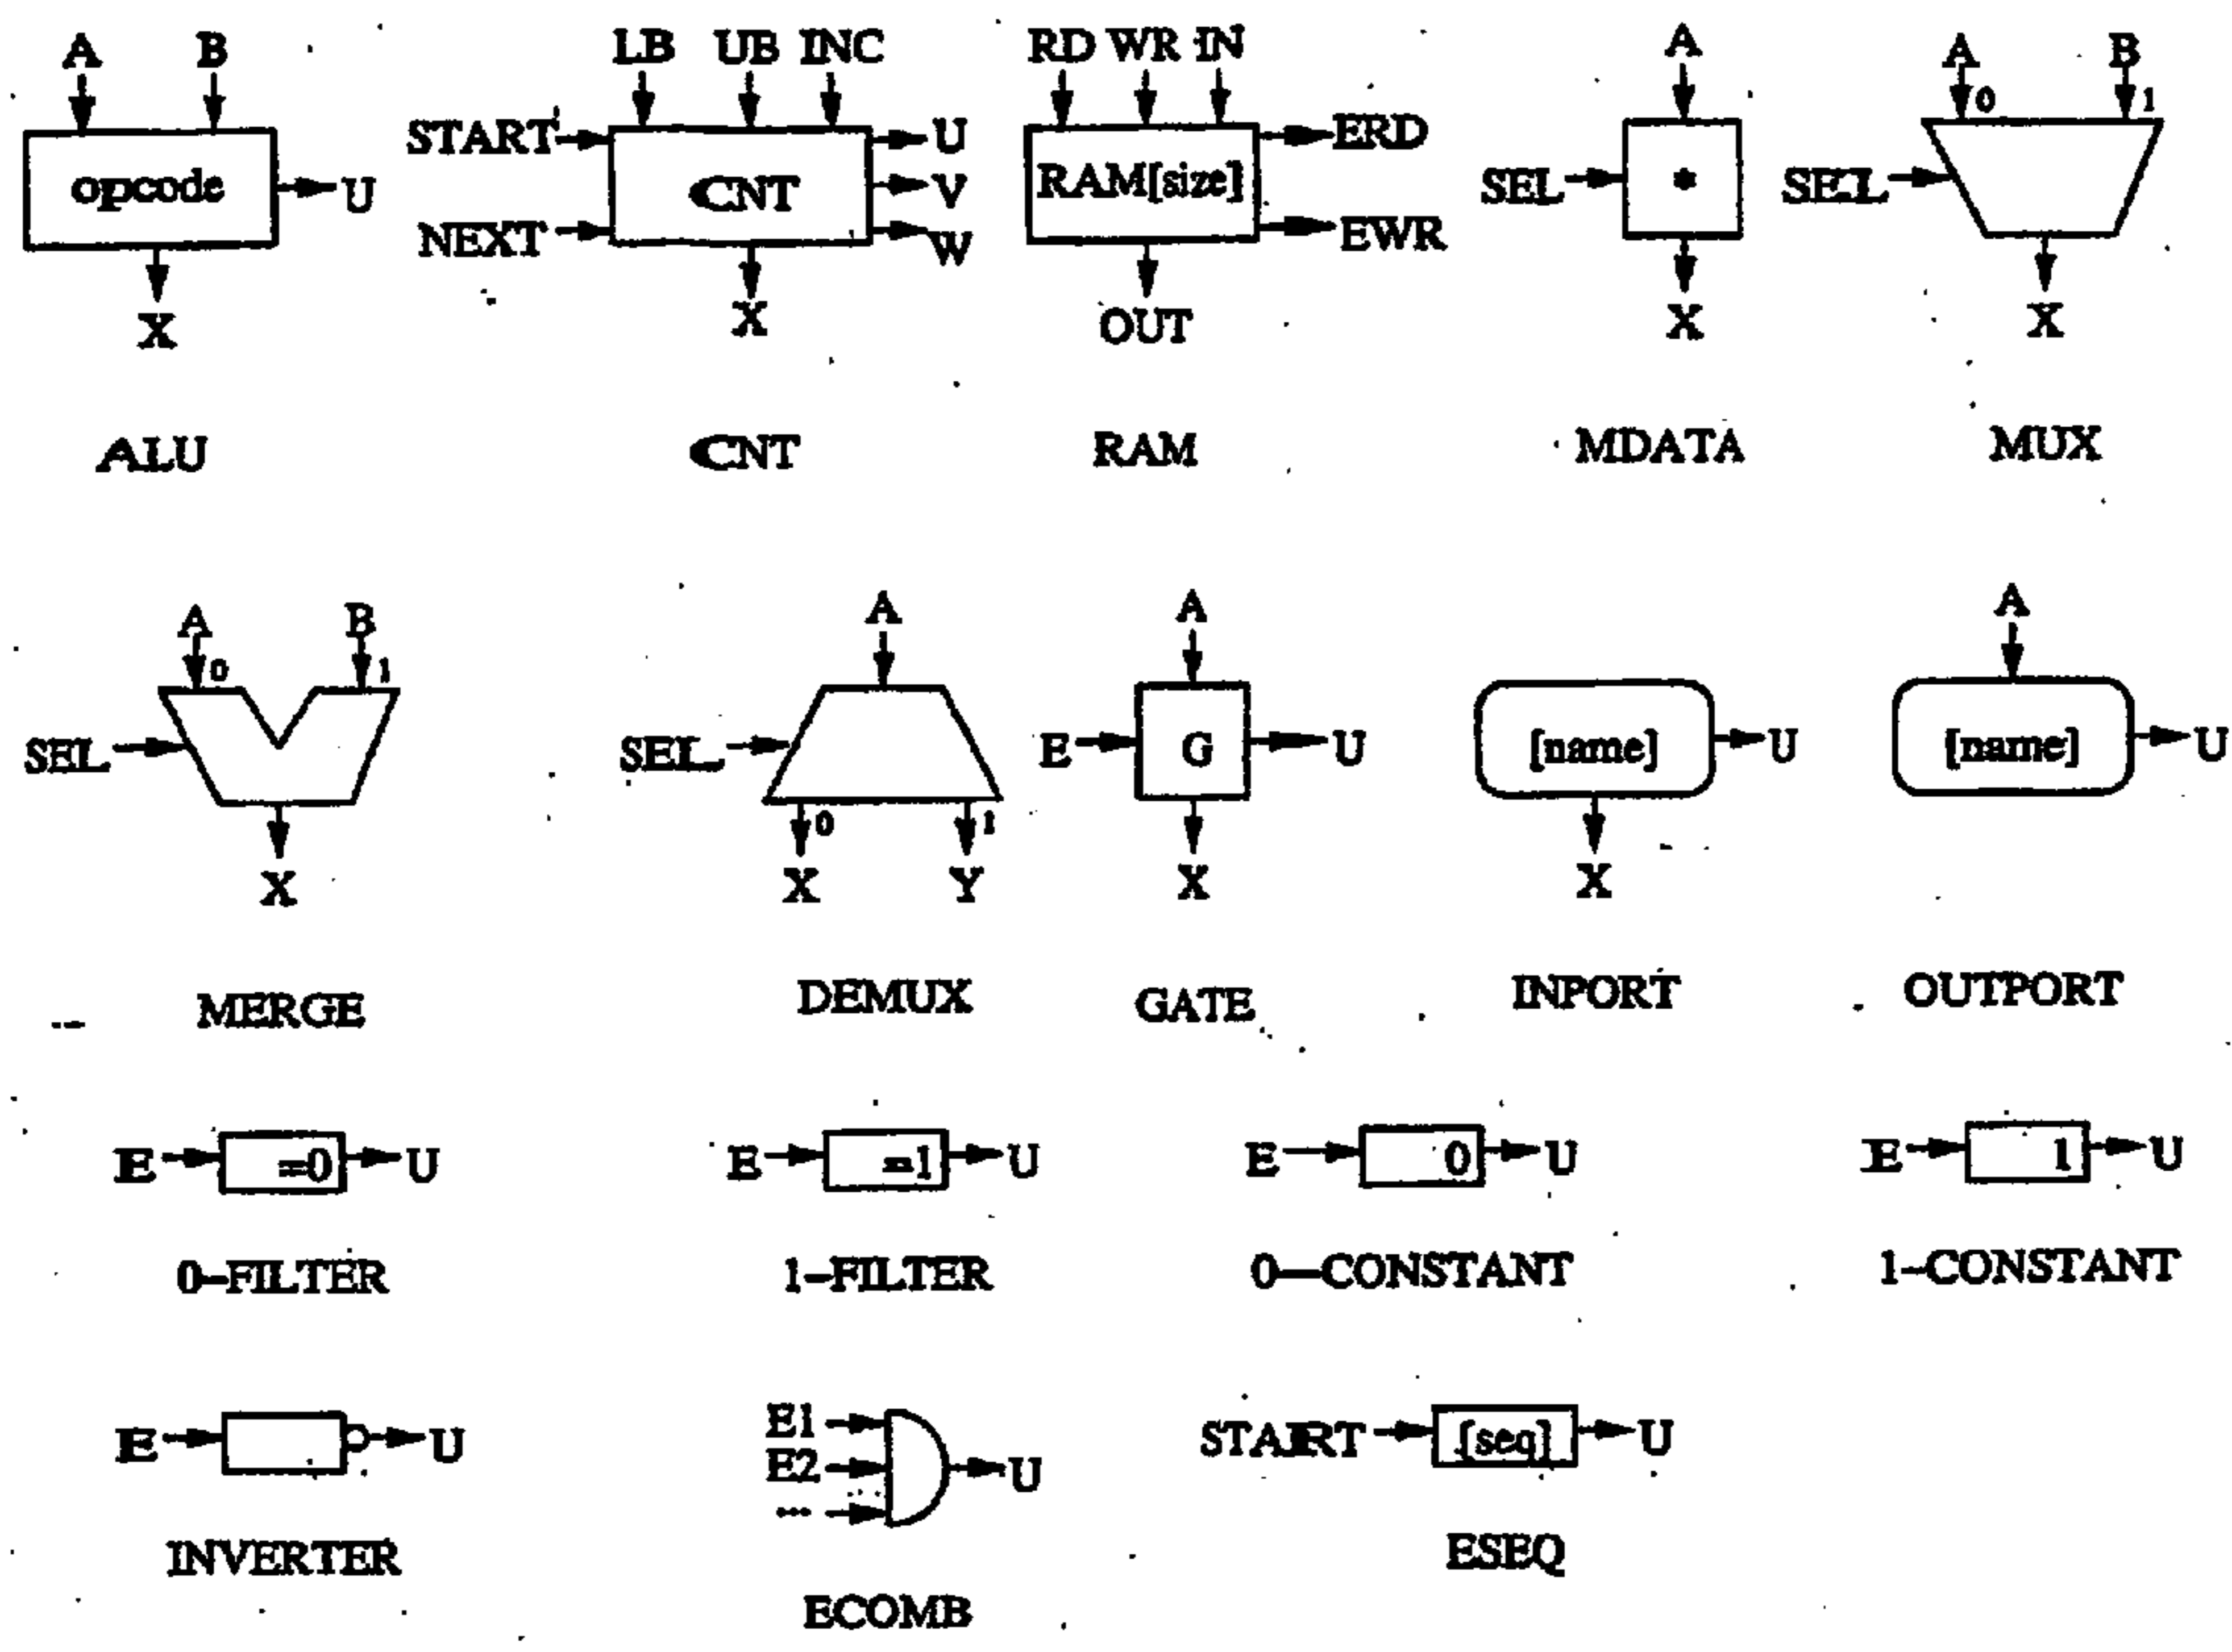 A B LB UB INC RD WR IN A A B
0 1
START U ERD
opcode U CNT V RAM[size] SEL SEL
NEXT W EWR
X X OUT X X
ALU CNT RAM MDATA MUX
A B A A A
0 1
SEL SEL E G U [name] U [name] U
0 1
X X Y X X
MERGE DEMUX GATE INPORT OUTPORT
E =0 U E =1 U E 0 U E 1 U
0-FILTER 1-FILTER 0-CONSTANT 1-CONSTANT
E U E1 START [seq] U
E2 U
...
INVERTER ECOMB ESEQ